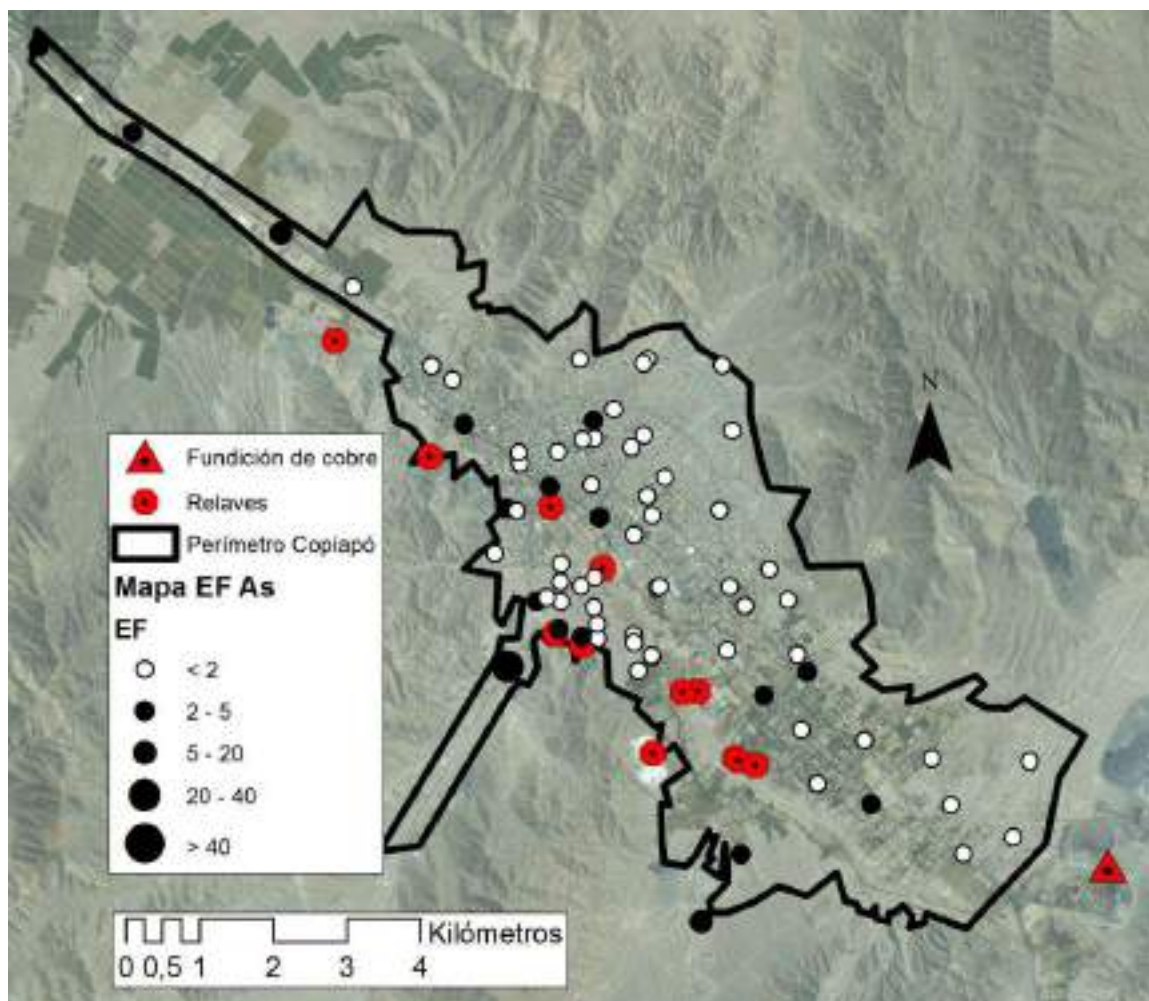 N
Fundición de cobre
Relaves
Perímetro Copiapó
Mapa EF As
EF
< 2
2 - 5
5 - 20
20 - 40
> 40
Kilómetros
0 0,5 1 2 3 4